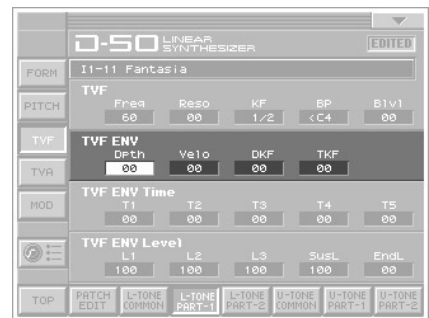 D-50 LINEAR SYNTHESIZER EDITED
FORM
I1-11 Fantasia
TVF
Freq Reso KF BP Blvl
PITCH
60 00 1/2 <C4 00
TVF
TVF ENV
Dpth Velo DKF TKF
00 00 00 00
TVA
TVF ENV Time
MOD
T1 T2 T3 T4 T5
00 00 00 00 00
TVF ENV Level
L1 L2 L3 SusL EndL
100 100 100 100 00
TOP
PATCH EDIT
L-TONE COMMON
L-TONE PART-1
L-TONE PART-2
U-TONE COMMON
U-TONE PART-1
U-TONE PART-2